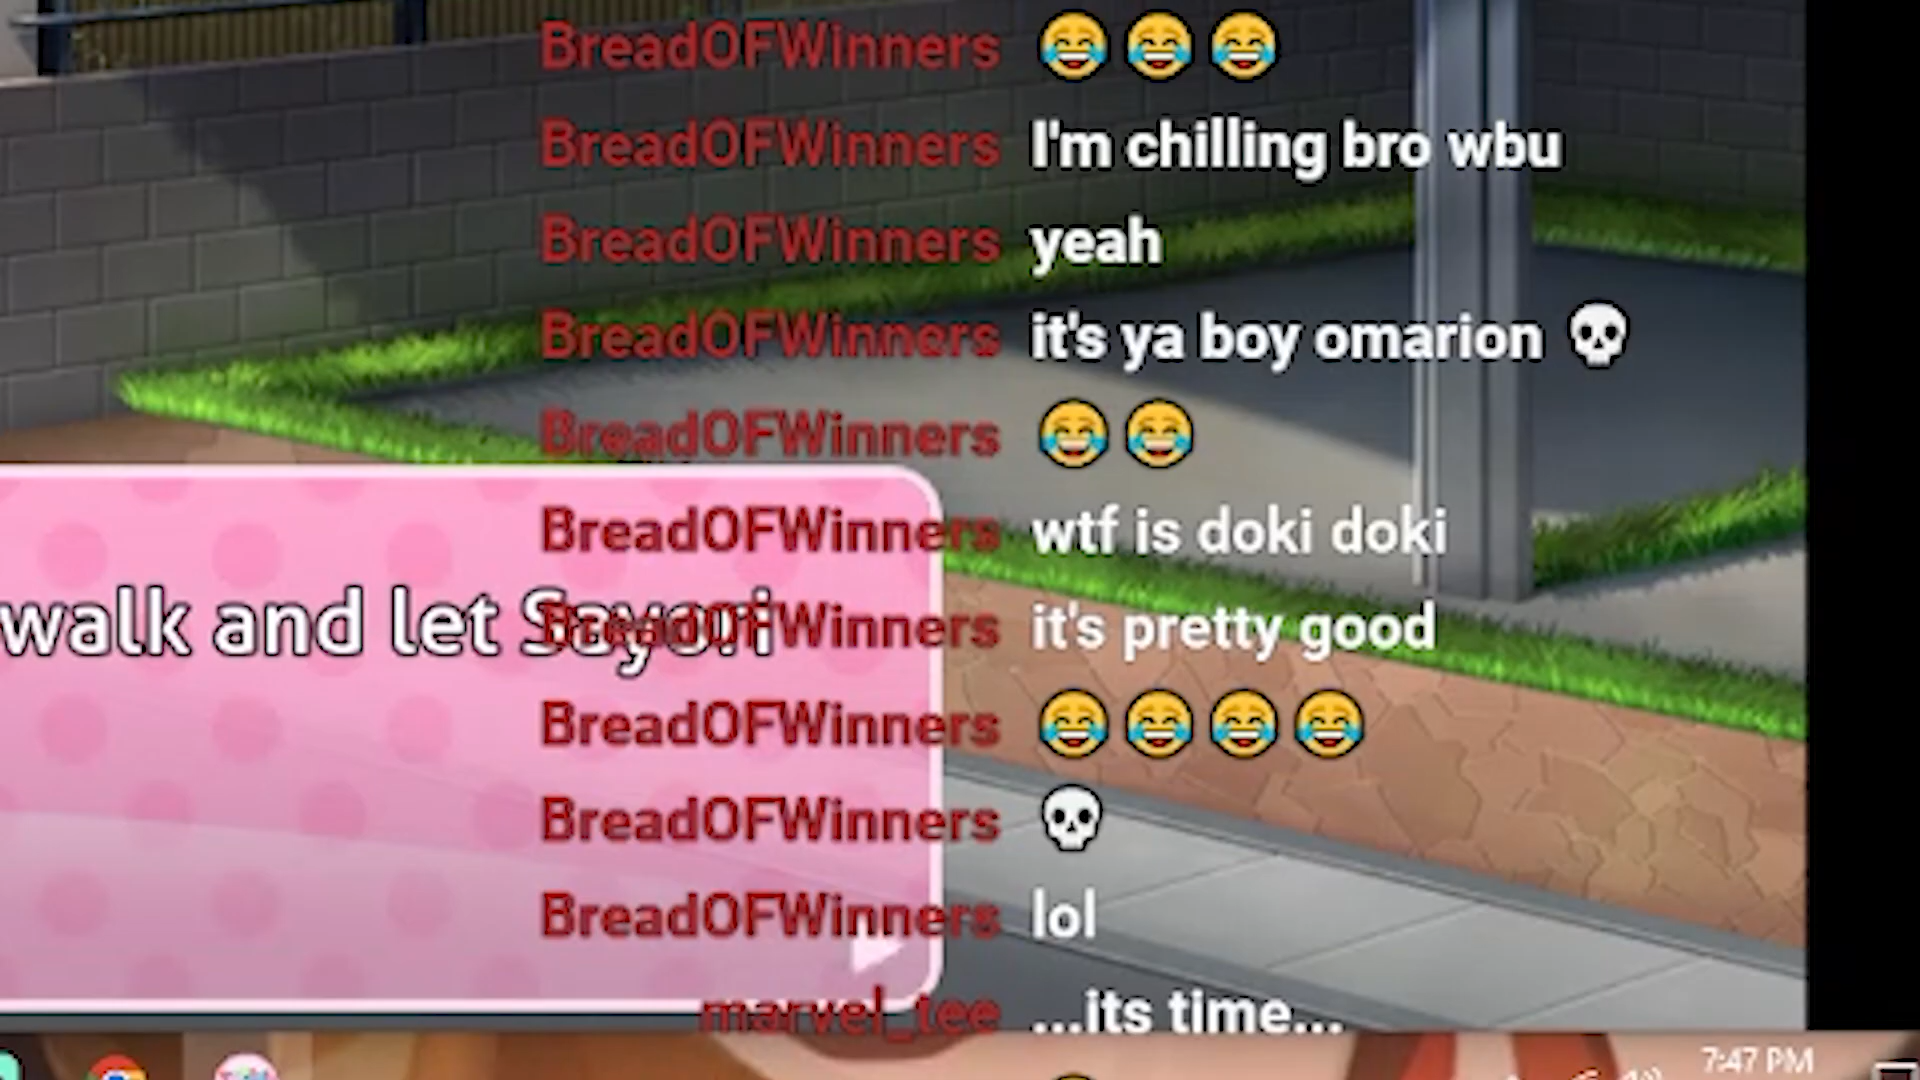 BreadOFWinners 😂 😂 😂
BreadOFWinners I'm chilling bro wbu
BreadOFWinners yeah
BreadOFWinners it's ya boy omarion 💀
BreadOFWinners 😂 😂
BreadOFWinners wtf is doki doki
walk and let Sayori
BreadOFWinners it's pretty good
BreadOFWinners 😂 😂 😂 😂
BreadOFWinners 💀
BreadOFWinners lol
marvel_tee ...its time...
7:47 PM